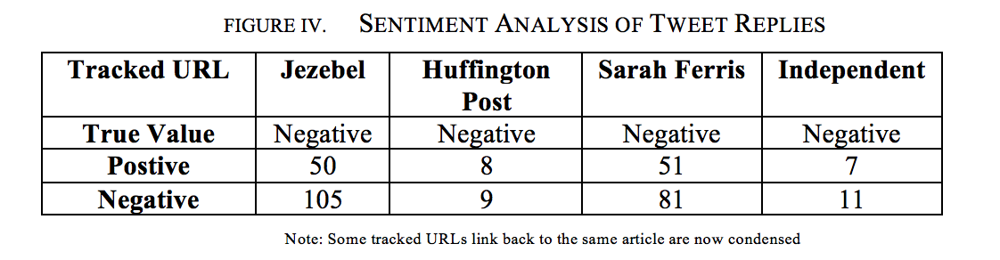 FIGURE IV. SENTIMENT ANALYSIS OF TWEET REPLIES
Tracked URL Jezebel Huffington Post Sarah Ferris Independent
True Value Negative Negative Negative Negative
Postive 50 8 51 7
Negative 105 9 81 11
Note: Some tracked URLs link back to the same article are now condensed